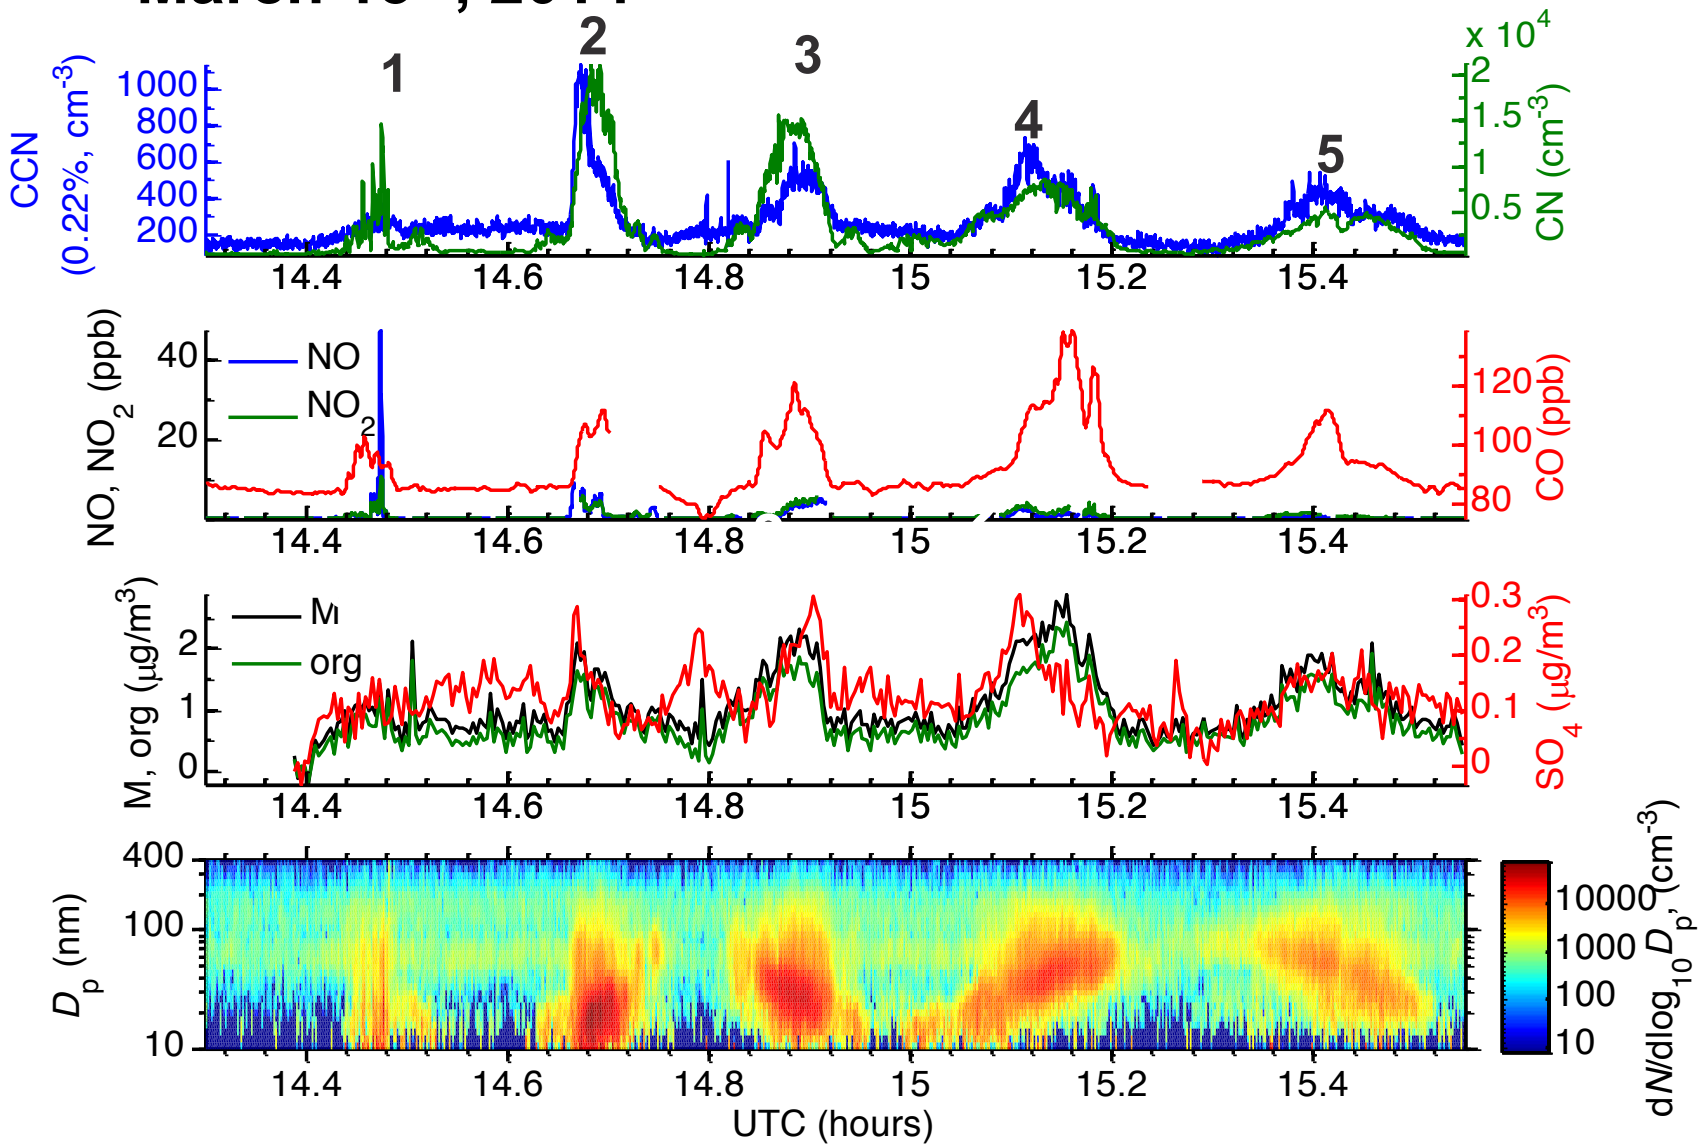 1 2 3 4 5
x 10⁴
CCN
(0.22%, cm⁻³)
1000
800
600
400
200
2
1.5
1
0.5
CN (cm⁻³)
14.4 14.6 14.8 15 15.2 15.4
NO, NO₂ (ppb)
40
20
NO
NO₂
120
100
80
CO (ppb)
14.4 14.6 14.8 15 15.2 15.4
M, org (μg/m³)
2
1
0
M
org
0.3
0.2
0.1
0
SO₄ (μg/m³)
14.4 14.6 14.8 15 15.2 15.4
Dₚ (nm)
400
100
10
14.4 14.6 14.8 15 15.2 15.4
UTC (hours)
10000
1000
100
10
dN/dlog₁₀Dₚ, (cm⁻³)